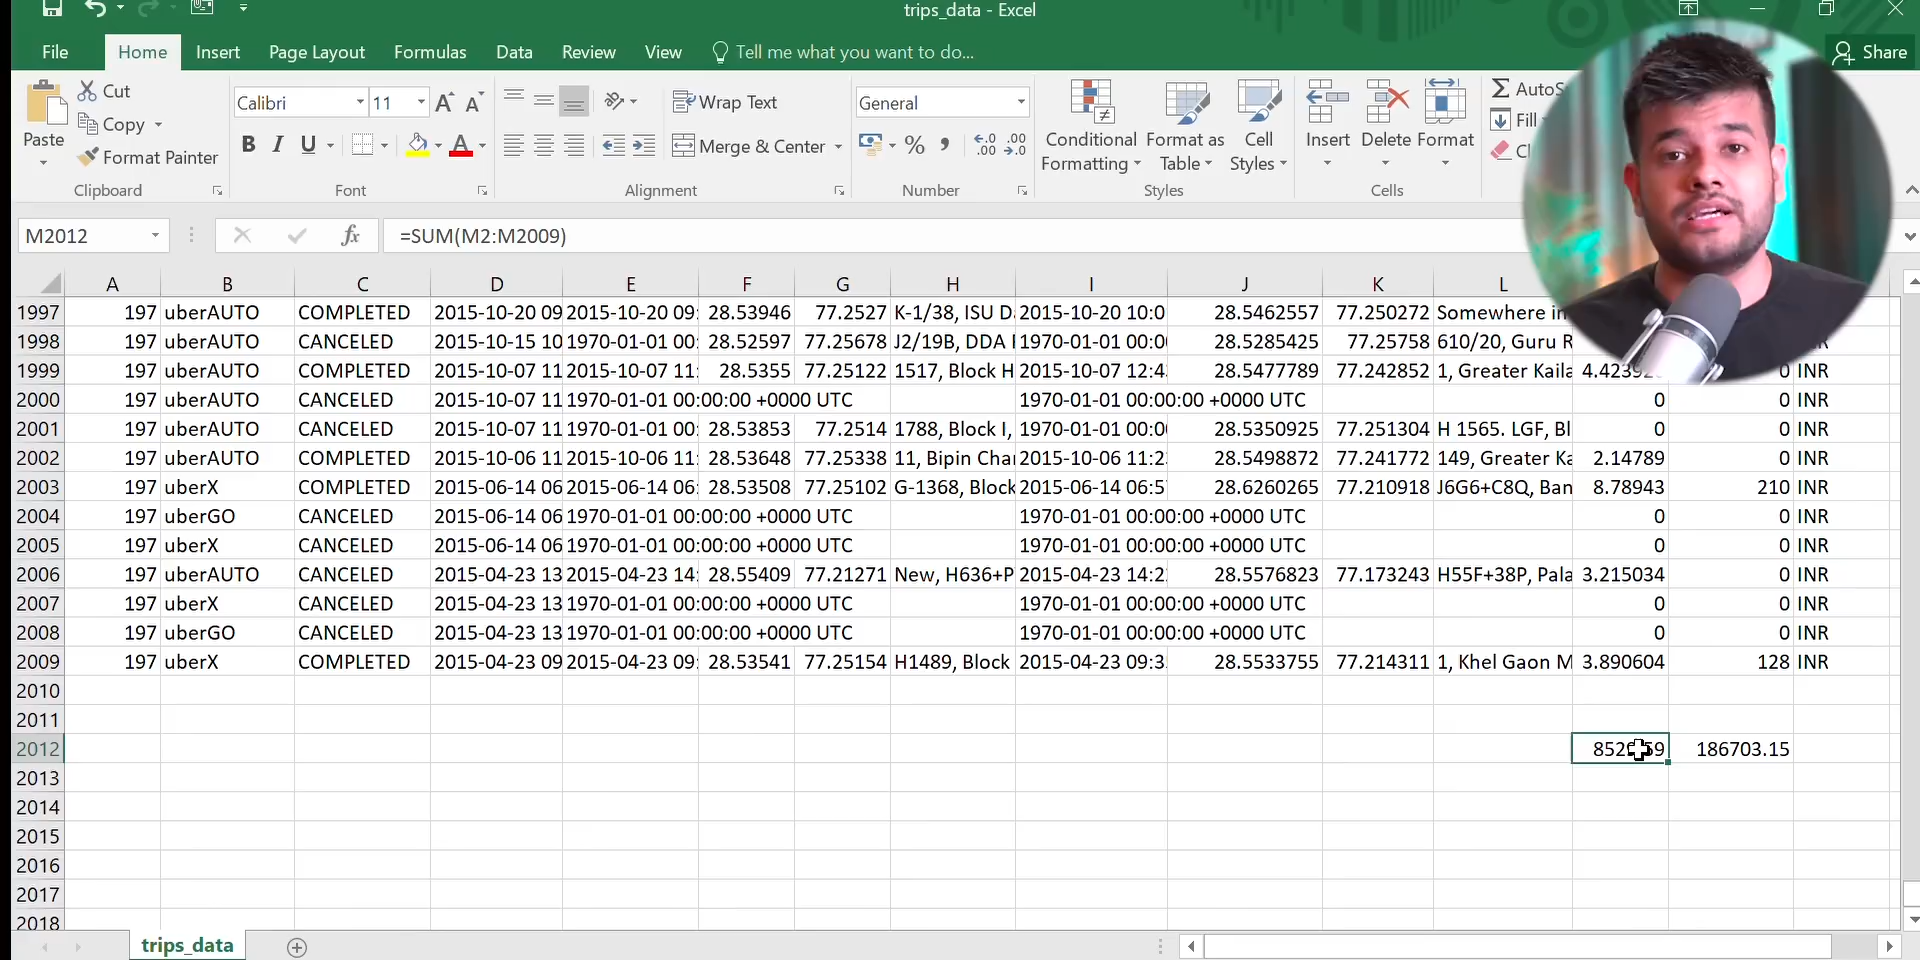 trips_data - Excel
File Home Insert Page Layout Formulas Data Review View Tell me what you want to do... Share
Paste
Cut
Copy
Format Painter
Clipboard
Calibri 11 A A
B I U A
Font
Wrap Text
Merge & Center
Alignment
General
% , .0 .00 .00 .0
Number
Conditional Formatting
Format as Table
Cell Styles
Styles
Insert Delete Format
Cells
Fill
M2012 fx =SUM(M2:M2009)
A B C D E F G H I J K L
1997 197 uberAUTO COMPLETED 2015-10-20 09 2015-10-20 09: 28.53946 77.2527 K-1/38, ISU D 2015-10-20 10:0 28.5462557 77.250272 Somewhere in
1998 197 uberAUTO CANCELED 2015-10-15 10 1970-01-01 00: 28.52597 77.25678 J2/19B, DDA 1970-01-01 00:0 28.5285425 77.25758 610/20, Guru R
1999 197 uberAUTO COMPLETED 2015-10-07 11 2015-10-07 11: 28.5355 77.25122 1517, Block H 2015-10-07 12:4 28.5477789 77.242852 1, Greater Kaila 0 INR
2000 197 uberAUTO CANCELED 2015-10-07 11 1970-01-01 00:00:00 +0000 UTC 1970-01-01 00:00:00 +0000 UTC 0 0 INR
2001 197 uberAUTO CANCELED 2015-10-07 11 1970-01-01 00: 28.53853 77.2514 1788, Block I, 1970-01-01 00:0 28.5350925 77.251304 H 1565. LGF, Bl 0 0 INR
2002 197 uberAUTO COMPLETED 2015-10-06 11 2015-10-06 11: 28.53648 77.25338 11, Bipin Cha 2015-10-06 11:2 28.5498872 77.241772 149, Greater Ka 2.14789 0 INR
2003 197 uberX COMPLETED 2015-06-14 06 2015-06-14 06: 28.53508 77.25102 G-1368, Block 2015-06-14 06:5 28.6260265 77.210918 J6G6+C8Q, Ban 8.78943 210 INR
2004 197 uberGO CANCELED 2015-06-14 06 1970-01-01 00:00:00 +0000 UTC 1970-01-01 00:00:00 +0000 UTC 0 0 INR
2005 197 uberX CANCELED 2015-06-14 06 1970-01-01 00:00:00 +0000 UTC 1970-01-01 00:00:00 +0000 UTC 0 0 INR
2006 197 uberAUTO CANCELED 2015-04-23 13 2015-04-23 14: 28.55409 77.21271 New, H636+P 2015-04-23 14:2 28.5576823 77.173243 H55F+38P, Pala 3.215034 0 INR
2007 197 uberX CANCELED 2015-04-23 13 1970-01-01 00:00:00 +0000 UTC 1970-01-01 00:00:00 +0000 UTC 0 0 INR
2008 197 uberGO CANCELED 2015-04-23 13 1970-01-01 00:00:00 +0000 UTC 1970-01-01 00:00:00 +0000 UTC 0 0 INR
2009 197 uberX COMPLETED 2015-04-23 09 2015-04-23 09: 28.53541 77.25154 H1489, Block 2015-04-23 09:3 28.5533755 77.214311 1, Khel Gaon M 3.890604 128 INR
2010
2011
2012 186703.15
2013
2014
2015
2016
2017
2018
trips_data